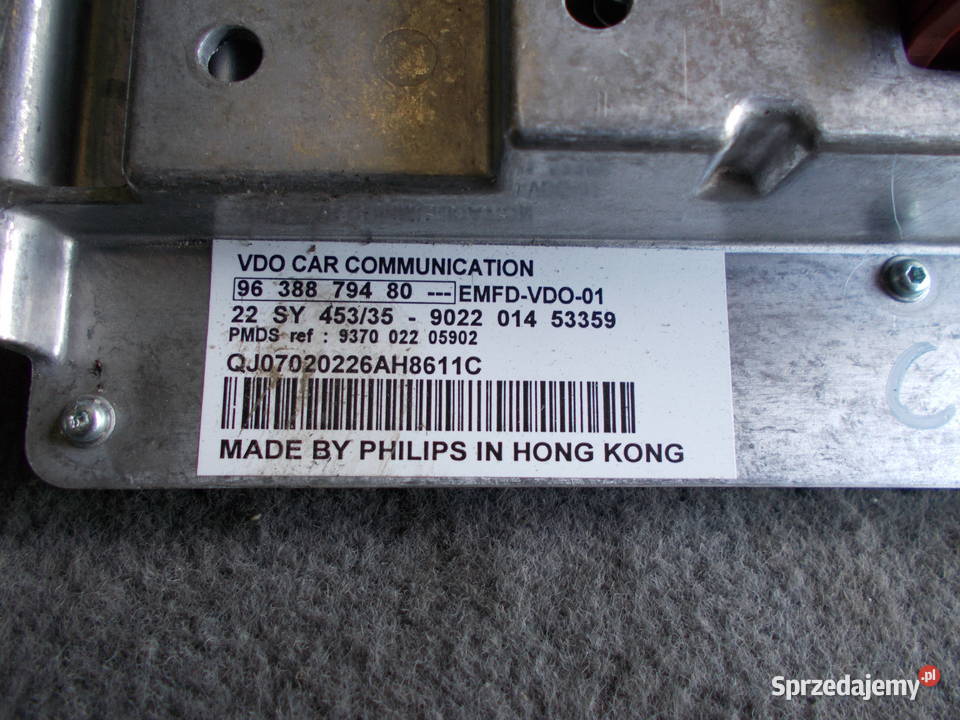 VDO CAR COMMUNICATION
96 388 794 80 --- EMFD-VDO-01
22 SY 453/35 - 9022 014 53359
PMDS ref : 9370 022 05902
QJ07020226AH8611C
MADE BY PHILIPS IN HONG KONG
Sprzedajemy.pl